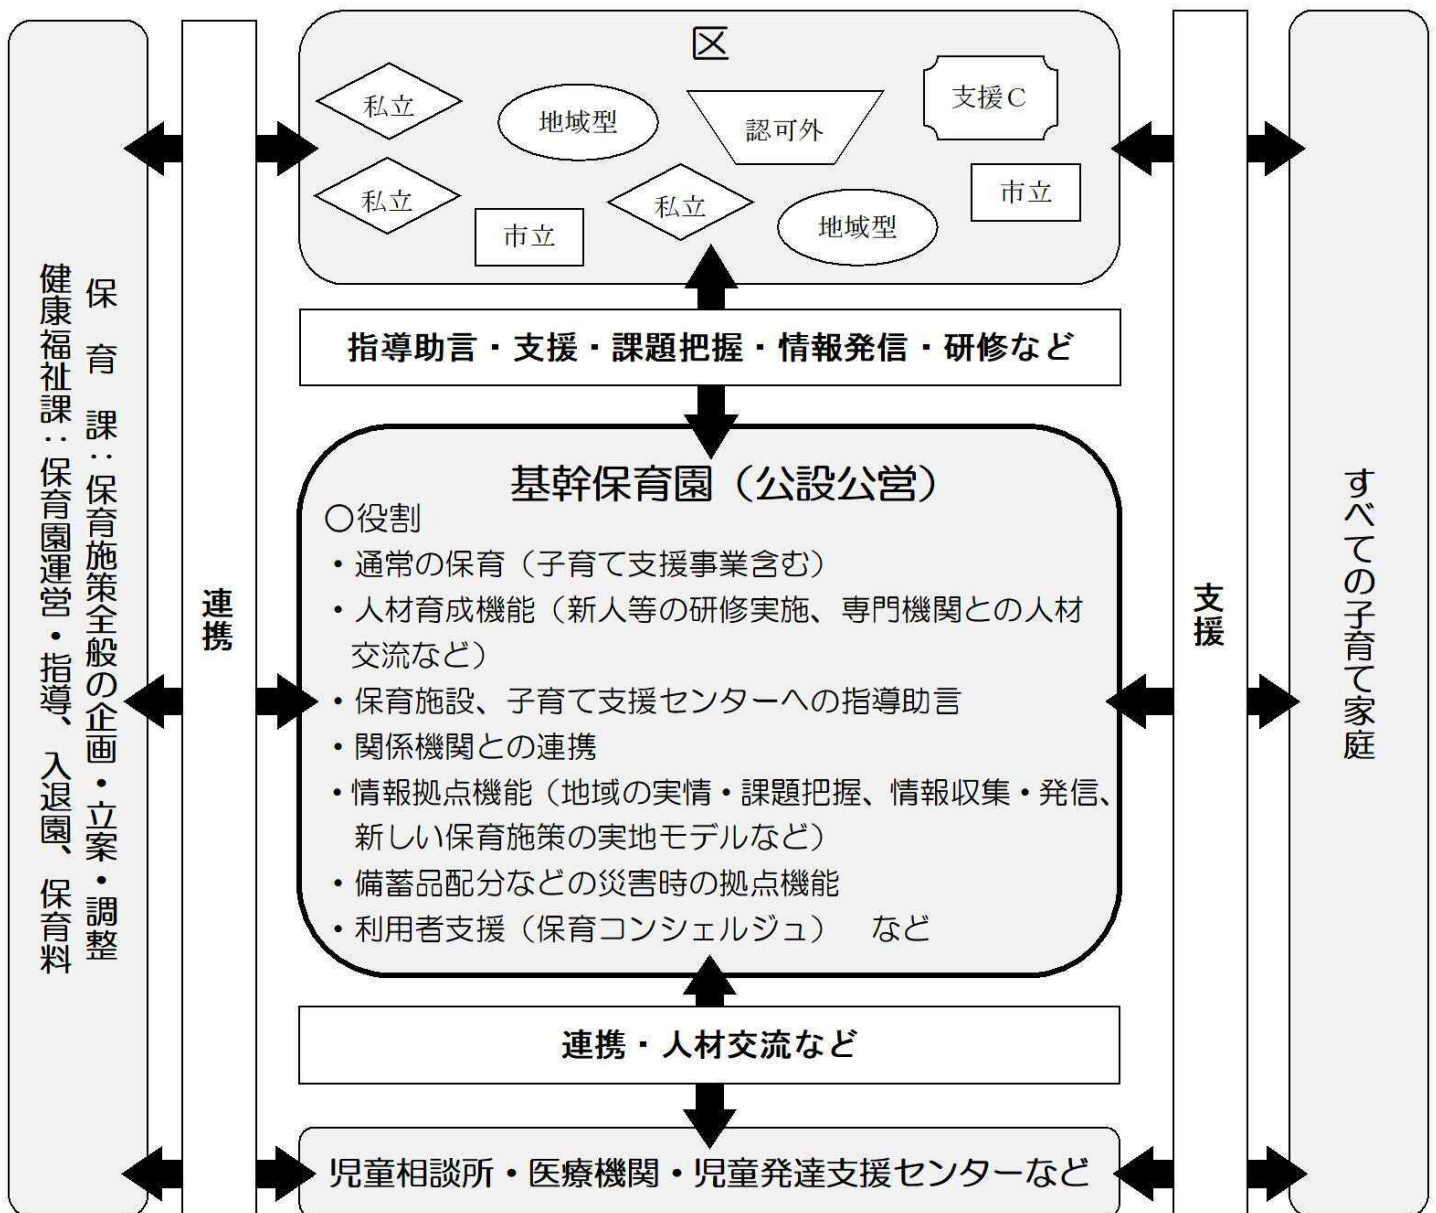 区
私立
地域型
認可外
支援C
私立
市立
私立
地域型
市立
指導助言・支援・課題把握・情報発信・研修など
基幹保育園（公設公営）
○役割
・通常の保育（子育て支援事業含む）
・人材育成機能（新人等の研修実施、専門機関との人材
交流など）
・保育施設、子育て支援センターへの指導助言
・関係機関との連携
・情報拠点機能（地域の実情・課題把握、情報収集・発信、
新しい保育施策の実地モデルなど）
・備蓄品配分などの災害時の拠点機能
・利用者支援（保育コンシェルジュ）　など
連携・人材交流など
児童相談所・医療機関・児童発達支援センターなど
保　育　課：保育施策全般の企画・立案・調整
健康福祉課：保育園運営・指導、入退園、保育料
連携
支援
すべての子育て家庭